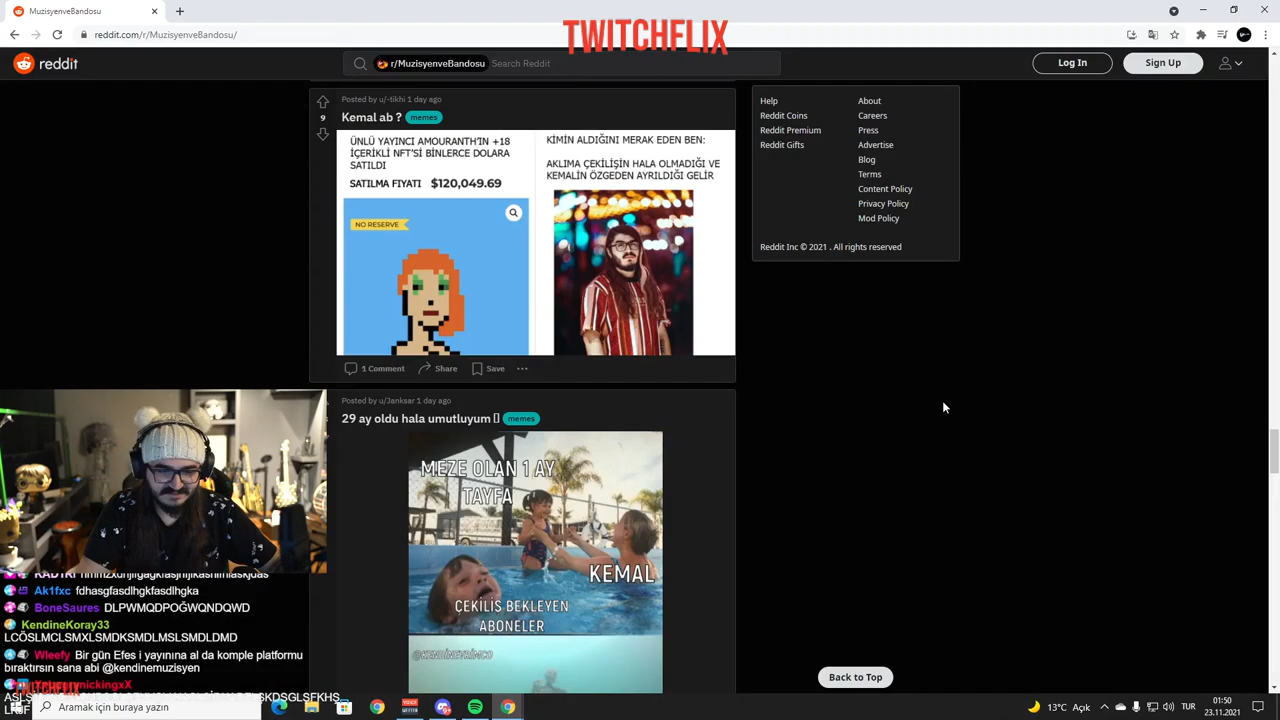 MuzisyenveBandosu
TWITCHFLIX
reddit.com/r/MuzisyenveBandosu/
reddit
r/MuzisyenveBandosu
Search Reddit
Log In
Sign Up
Posted by u/-tikhi 1 day ago
9
Kemal ab ?
memes
ÜNLÜ YAYINCI AMOURANTH'IN +18
İÇERİKLİ NFT'Sİ BİNLERCE DOLARA
SATILDI
SATILMA FIYATI $120,049.69
NO RESERVE
KİMİN ALDIĞINI MERAK EDEN BEN:
AKLIMA ÇEKİLİŞİN HALA OLMADIĞI VE
KEMALİN ÖZGEDEN AYRILDIĞI GELİR
1 Comment
Share
Save
Help
Reddit Coins
Reddit Premium
Reddit Gifts
About
Careers
Press
Advertise
Blog
Terms
Content Policy
Privacy Policy
Mod Policy
Reddit Inc © 2021 . All rights reserved
Posted by u/Janksar 1 day ago
29 ay oldu hala umutluyum
memes
MEZE OLAN 1 AY
TAYFA
KEMAL
ÇEKİLİŞ BEKLEYEN
ABONELER
@KENDINEEVRIMCO
Ak1fxc fdhasgfasdlhgkfasdlhgka
BoneSaures DLPWMQDPOĞWQNDQWD
KendineKoray33
LCÖSLMCLSMXLSMDKSMDLMSLSMDLDMD
Wleefy Bir gün Efes i yayınına al da komple platformu
bıraktırsın sana abi @kendinemuzisyen
TWITCHFLIX
Back to Top
Aramak için buraya yazın
13°C Açık
TUR
01:50
23.11.2021